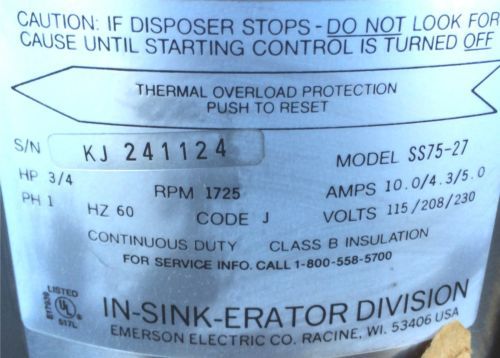 CAUTION: IF DISPOSER STOPS - DO NOT LOOK FOR
CAUSE UNTIL STARTING CONTROL IS TURNED OFF
THERMAL OVERLOAD PROTECTION
PUSH TO RESET
S/N KJ 241124 MODEL SS75-27
HP 3/4 RPM 1725 AMPS 10.0/4.3/5.0
PH 1 HZ 60 CODE J VOLTS 115/208/230
CONTINUOUS DUTY CLASS B INSULATION
FOR SERVICE INFO. CALL 1-800-558-5700
LISTED
UL
517L
IN-SINK-ERATOR DIVISION
EMERSON ELECTRIC CO. RACINE, WI. 53406 USA